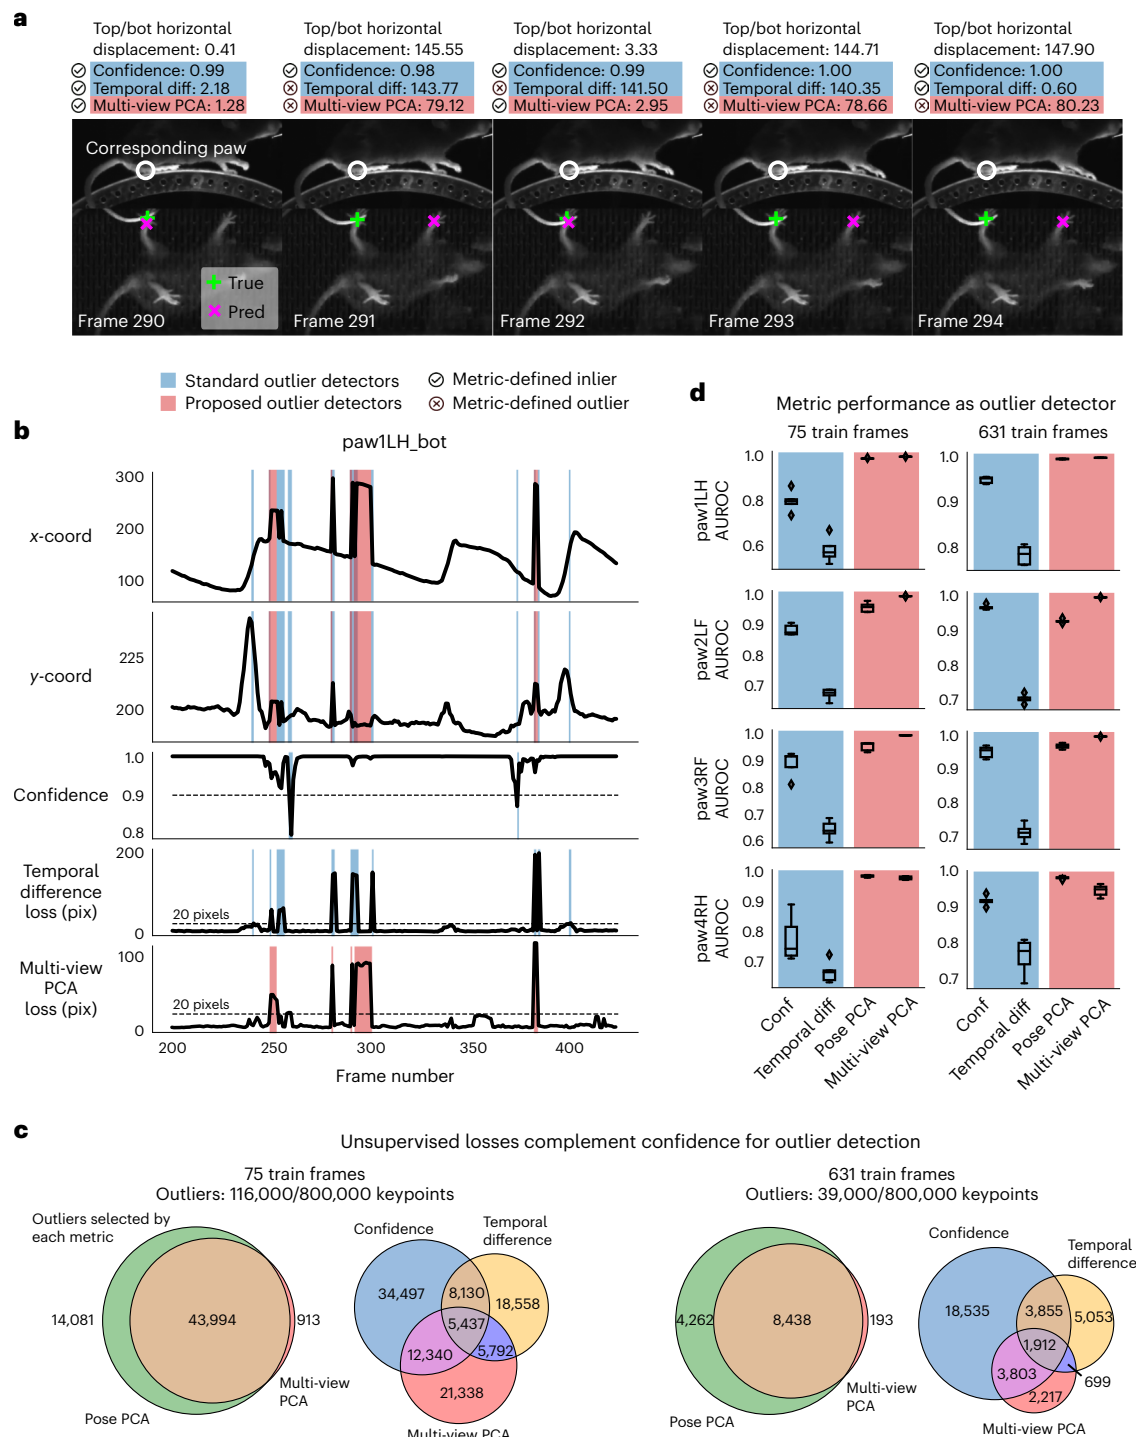 a
Top/bot horizontal
displacement: 0.41
Confidence: 0.99
Temporal diff: 2.18
Multi-view PCA: 1.28
Top/bot horizontal
displacement: 145.55
Confidence: 0.98
Temporal diff: 143.77
Multi-view PCA: 79.12
Top/bot horizontal
displacement: 3.33
Confidence: 0.99
Temporal diff: 141.50
Multi-view PCA: 2.95
Top/bot horizontal
displacement: 144.71
Confidence: 1.00
Temporal diff: 140.35
Multi-view PCA: 78.66
Top/bot horizontal
displacement: 147.90
Confidence: 1.00
Temporal diff: 0.60
Multi-view PCA: 80.23
Corresponding paw
True
Pred
Frame 290
Frame 291
Frame 292
Frame 293
Frame 294
Standard outlier detectors
Proposed outlier detectors
Metric-defined inlier
Metric-defined outlier
b
paw1LH_bot
x-coord
300
200
100
y-coord
225
200
Confidence
1.0
0.9
0.8
Temporal
difference
loss (pix)
200
20 pixels
0
Multi-view
PCA
loss (pix)
100
20 pixels
0
200
250
300
350
400
Frame number
d
Metric performance as outlier detector
75 train frames
631 train frames
paw1LH
AUROC
1.0
0.8
0.6
1.0
0.9
0.8
paw2LF
AUROC
1.0
0.9
0.8
0.7
1.0
0.9
0.8
0.7
paw3RF
AUROC
1.0
0.9
0.8
0.7
0.6
1.0
0.9
0.8
0.7
paw4RH
AUROC
1.0
0.9
0.8
0.7
1.0
0.9
0.8
0.7
Conf
Temporal diff
Pose PCA
Multi-view PCA
Conf
Temporal diff
Pose PCA
Multi-view PCA
c
Unsupervised losses complement confidence for outlier detection
75 train frames
Outliers: 116,000/800,000 keypoints
Outliers selected by
each metric
14,081
43,994
913
Pose PCA
Multi-view
PCA
Confidence
Temporal
difference
34,497
8,130
18,558
5,437
12,340
5,792
21,338
Multi-view PCA
631 train frames
Outliers: 39,000/800,000 keypoints
4,262
8,438
193
Pose PCA
Multi-view
PCA
Confidence
Temporal
difference
18,535
3,855
5,053
1,912
3,803
699
2,217
Multi-view PCA